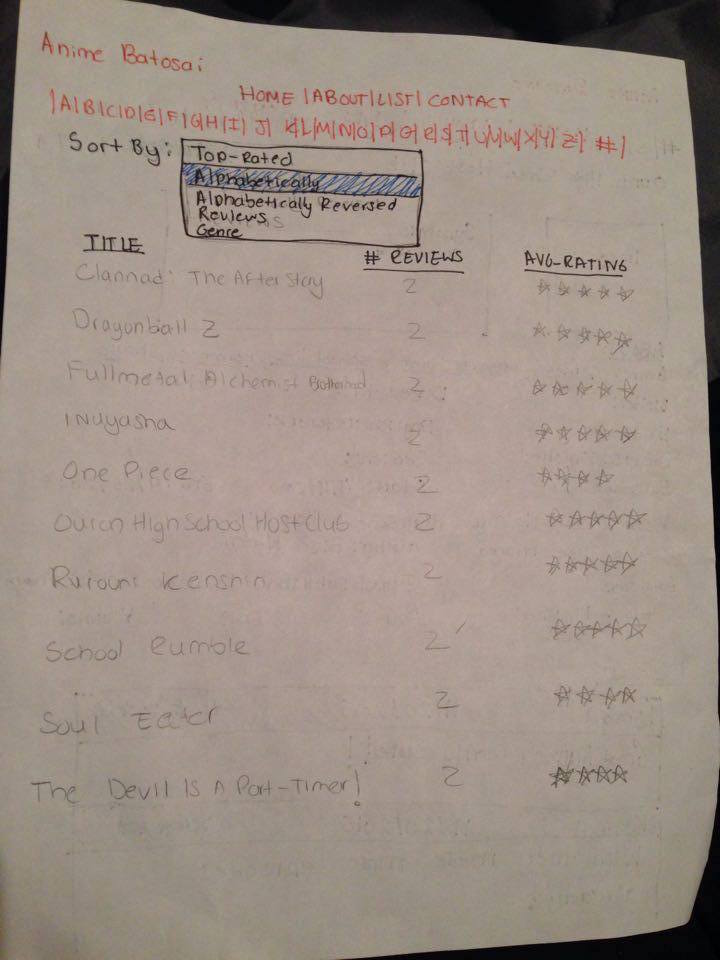 Anime Batosai
HOME | ABOUT | LIST | CONTACT
|A|B|C|D|E|F|G|H|I|J|K|L|M|N|O|P|Q|R|S|T|U|V|W|X|Y|Z|#|
Sort By: Top-Rated
Alphabetically
Alphabetically Reversed
Reviews
Genre
TITLE # REVIEWS AVG-RATING
Clannad: The After Story 2 ☆☆☆☆☆
Dragonball Z 2 ☆☆☆☆☆
Fullmetal Alchemist Brotherhood 2 ☆☆☆☆☆
Inuyasha 2 ☆☆☆☆☆
One Piece 2 ☆☆☆☆
Ouran High School Host Club 2 ☆☆☆☆☆
Rurouni Kenshin 2 ☆☆☆☆☆
School Rumble 2 ☆☆☆☆☆
Soul Eater 2 ☆☆☆☆
The Devil Is A Part-Timer! 2 ☆☆☆☆